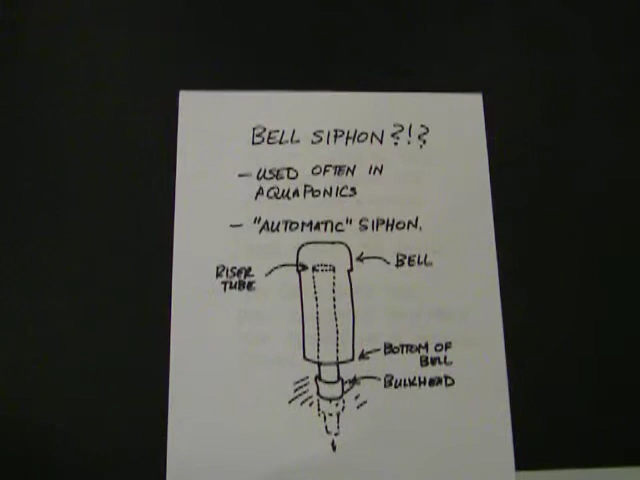 BELL SIPHON?!?
- USED OFTEN IN
AQUAPONICS
- "AUTOMATIC" SIPHON.
BELL
RISER
TUBE
BOTTOM OF
BELL
BULKHEAD